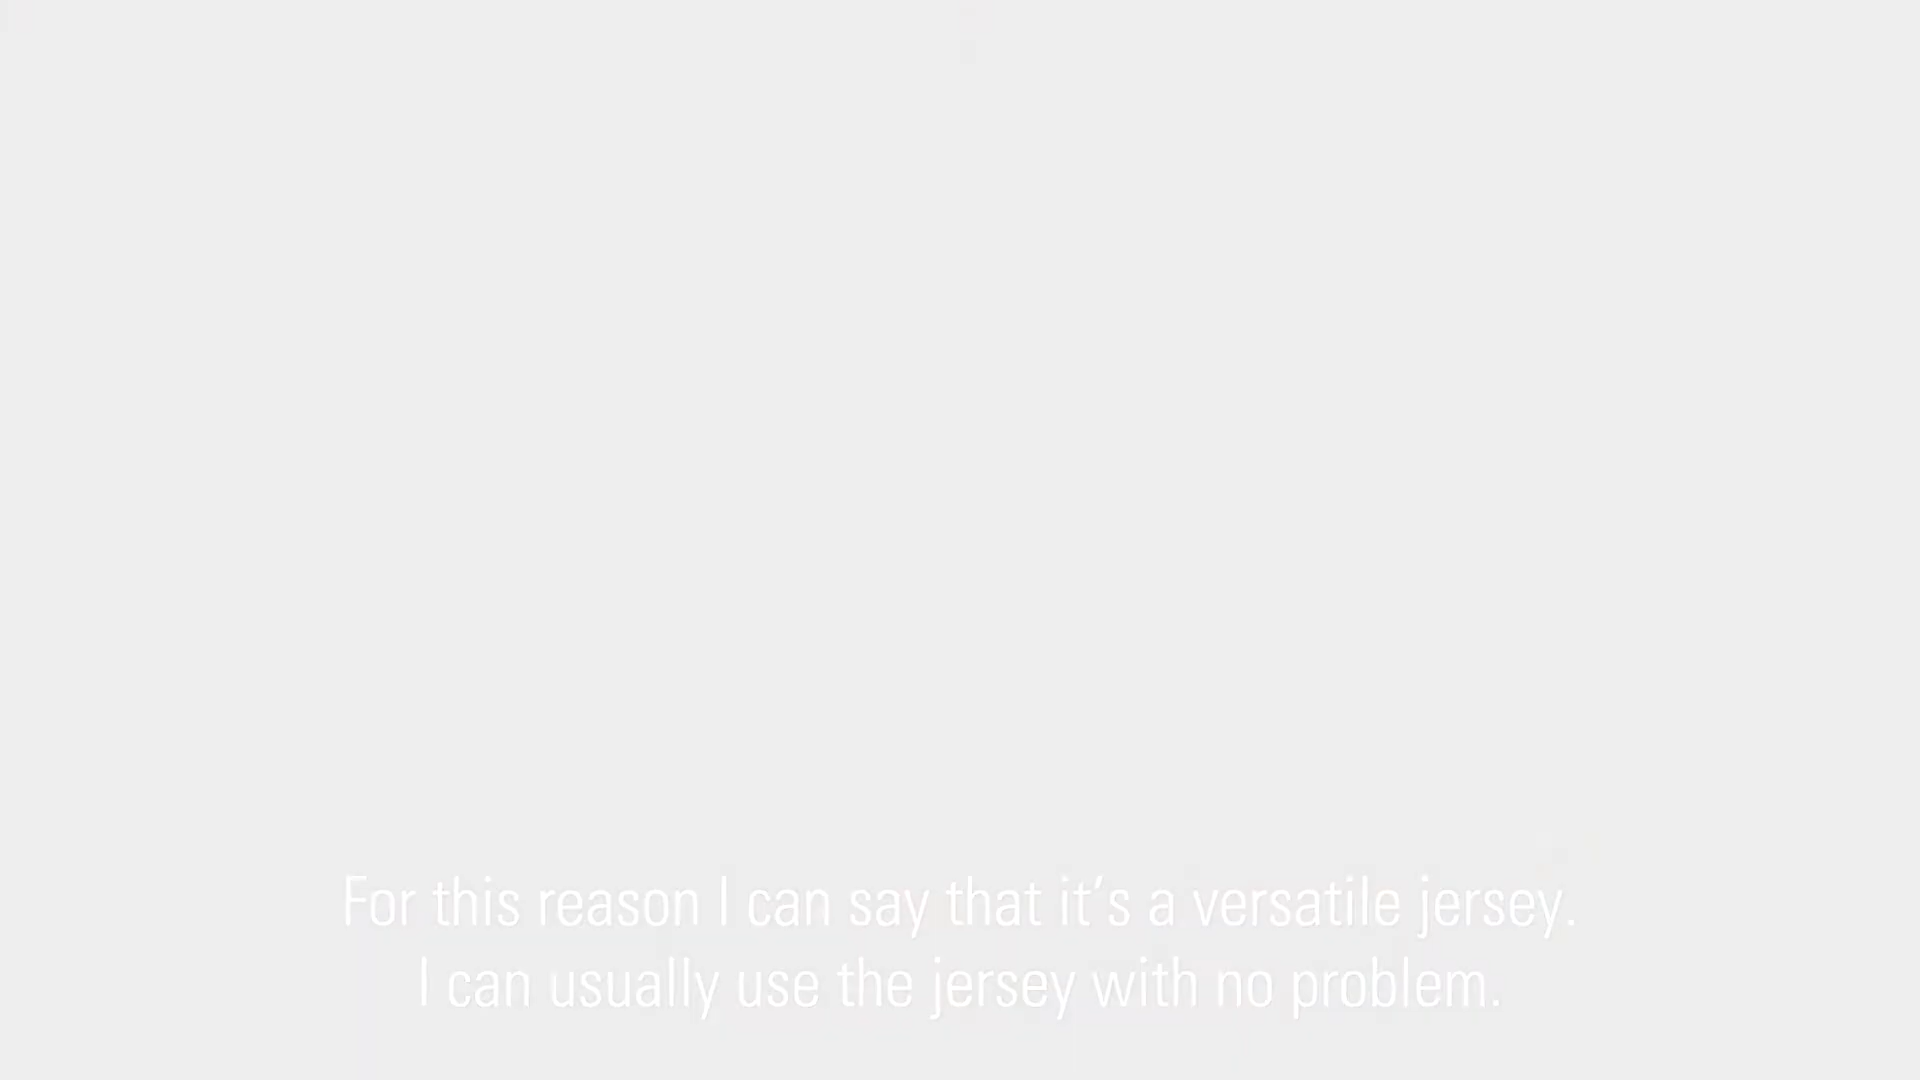 For this reason I can say that it’s a versatile jersey.
I can usually use the jersey with no problem.